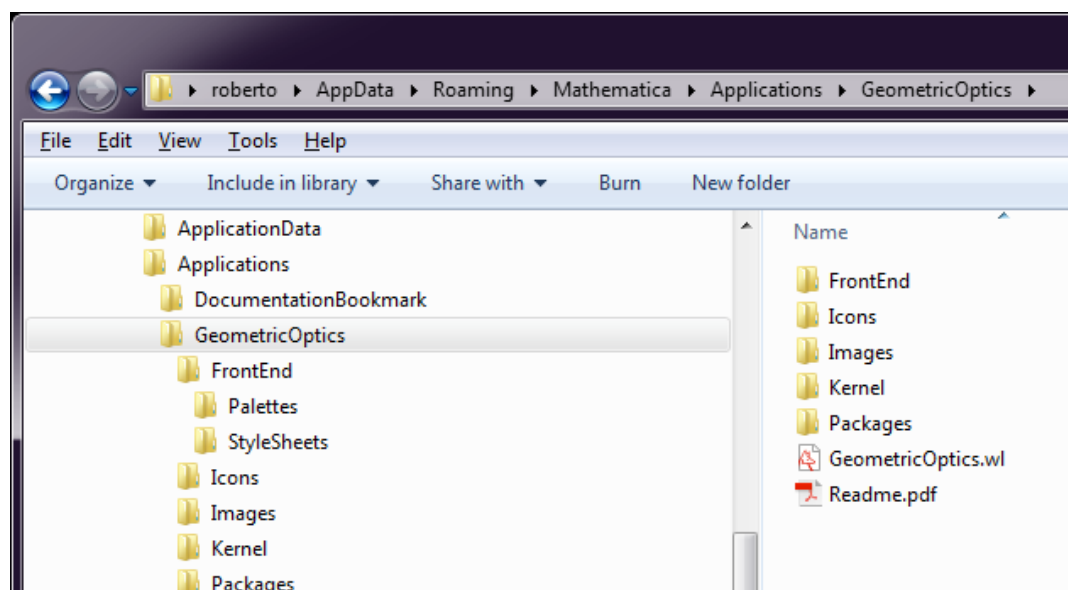 roberto AppData Roaming Mathematica Applications GeometricOptics
File Edit View Tools Help
Organize Include in library Share with Burn New folder
ApplicationData
Applications
DocumentationBookmark
GeometricOptics
FrontEnd
Palettes
StyleSheets
Icons
Images
Kernel
Packages
Name
FrontEnd
Icons
Images
Kernel
Packages
GeometricOptics.wl
Readme.pdf